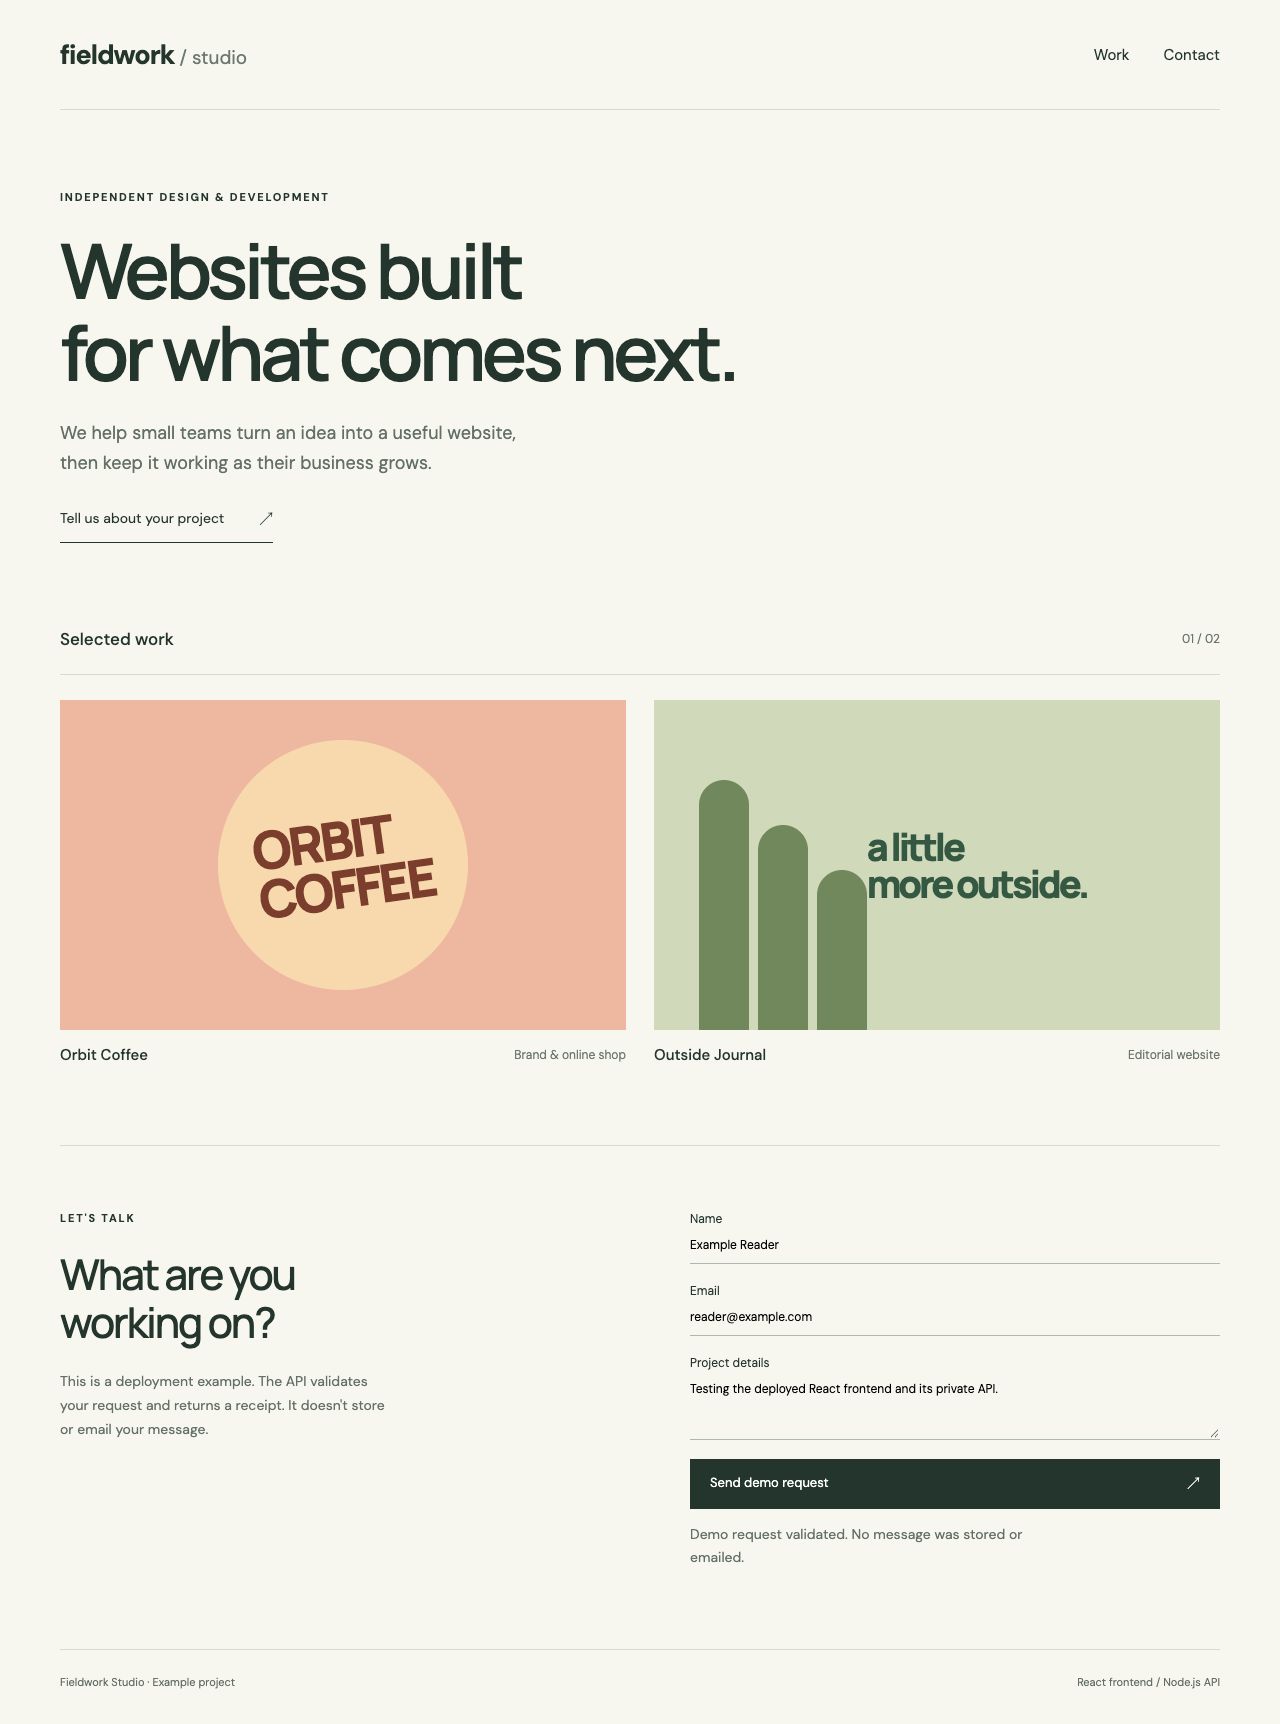 fieldwork / studio
Work
Contact
INDEPENDENT DESIGN & DEVELOPMENT
Websites built
for what comes next.
We help small teams turn an idea into a useful website,
then keep it working as their business grows.
Tell us about your project ↗
Selected work
01 / 02
ORBIT
COFFEE
a little
more outside.
Orbit Coffee
Brand & online shop
Outside Journal
Editorial website
LET'S TALK
What are you
working on?
This is a deployment example. The API validates
your request and returns a receipt. It doesn't store
or email your message.
Name
Example Reader
Email
reader@example.com
Project details
Testing the deployed React frontend and its private API.
Send demo request ↗
Demo request validated. No message was stored or
emailed.
Fieldwork Studio · Example project
React frontend / Node.js API